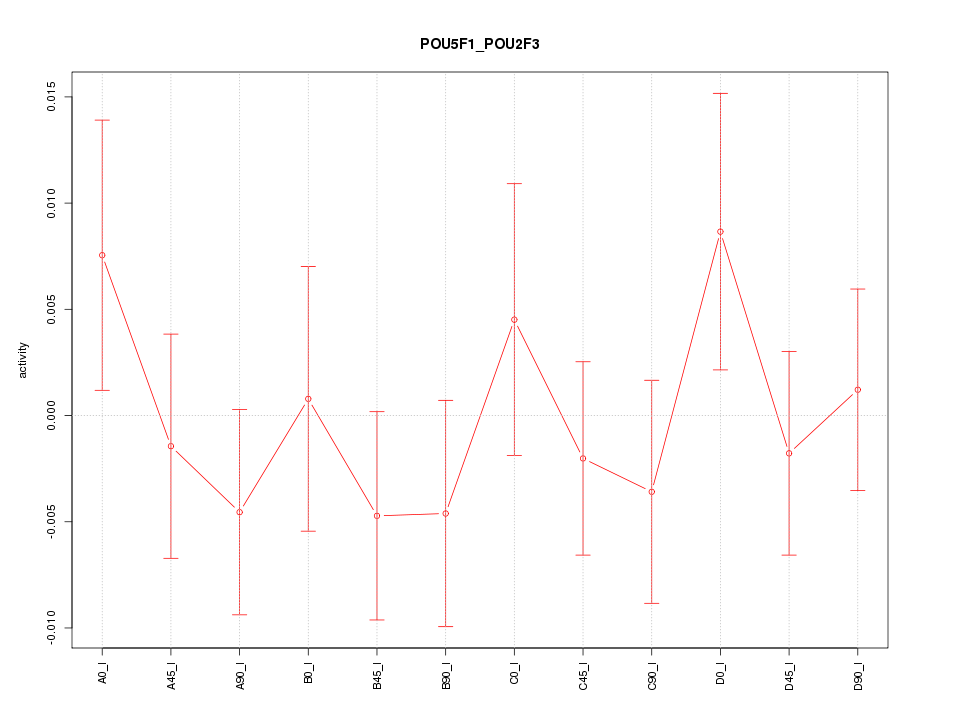 POU5F1_POU2F3
activity
0.015
0.010
0.005
0.000
-0.005
-0.010
A0_I
A45_I
A90_I
B0_I
B45_I
B90_I
C0_I
C45_I
C90_I
D0_I
D45_I
D90_I